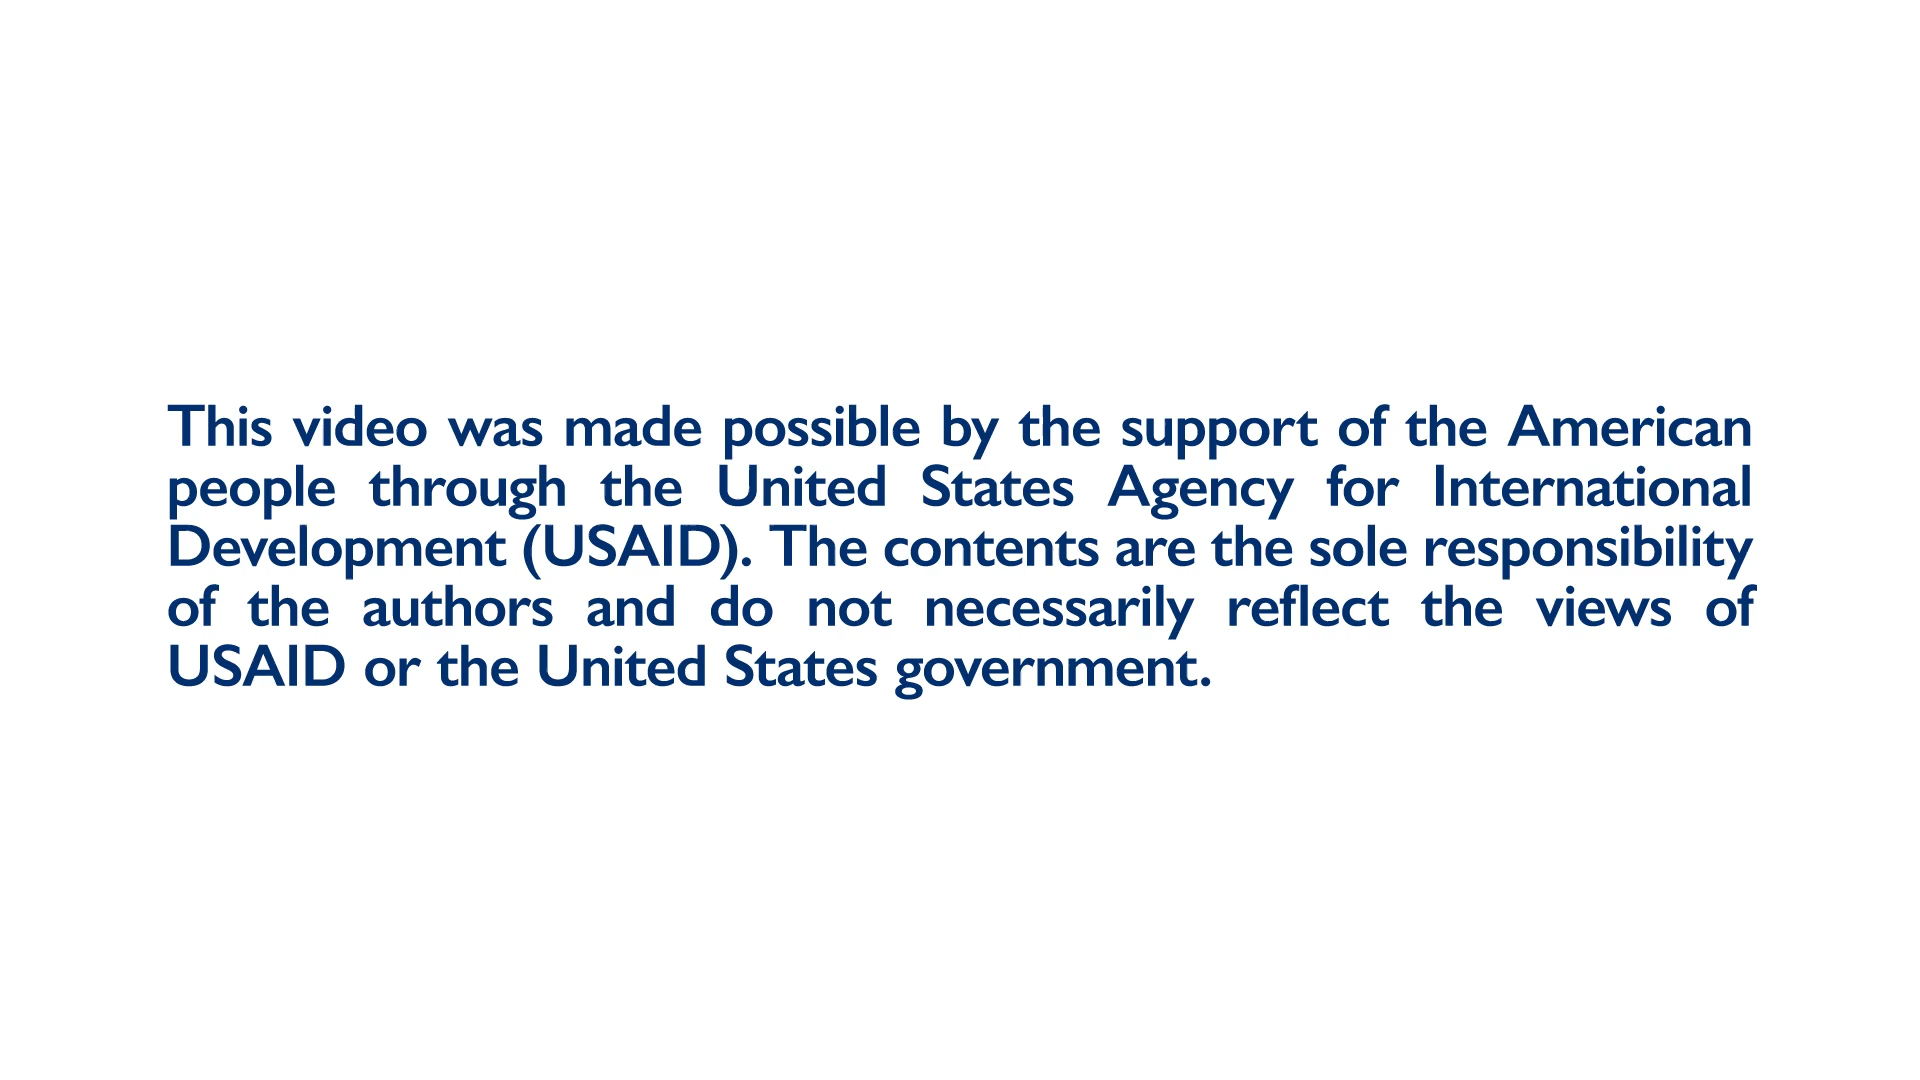 This video was made possible by the support of the American
people through the United States Agency for International
Development (USAID). The contents are the sole responsibility
of the authors and do not necessarily reflect the views of
USAID or the United States government.